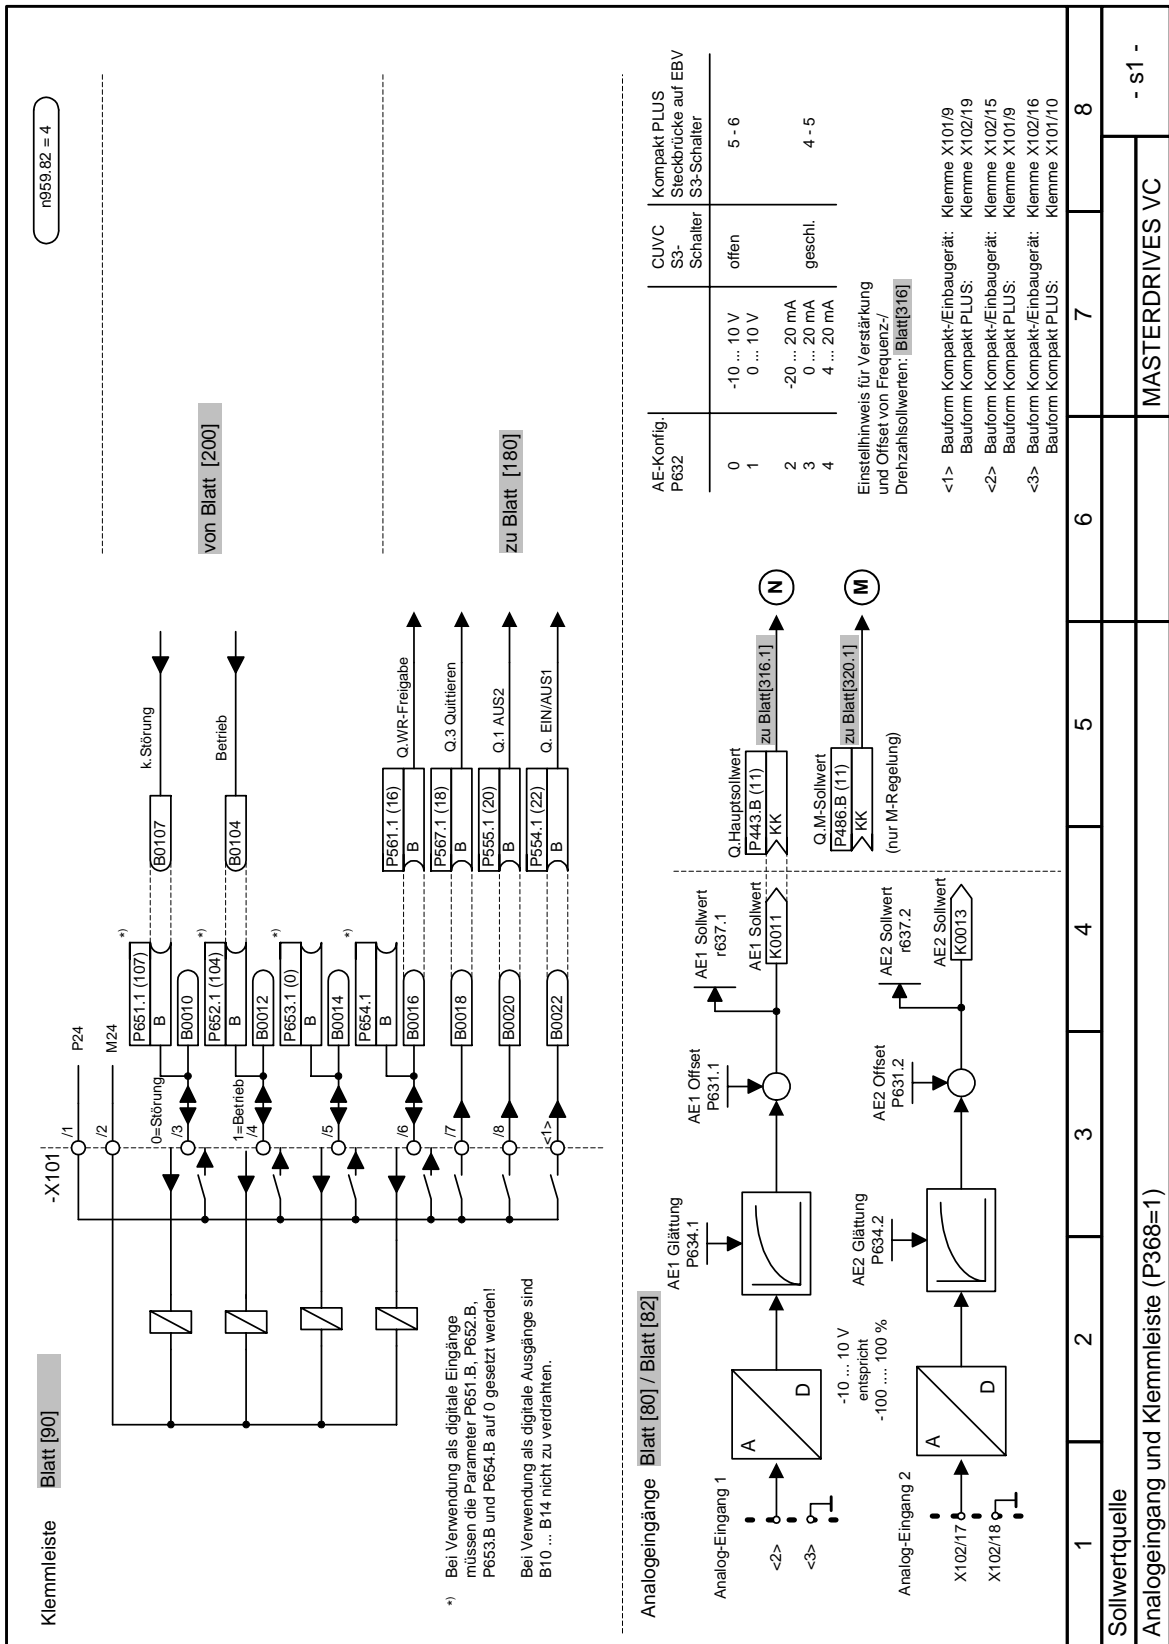 n959.82 = 4
Klemmleiste Blatt [90]
-X101
P24
M24
/1
/2
0=Störung
/3
1=Betrieb
/4
/5
/6
/7
/8
<1>
P651.1 (107)
B
*)
B0010
P652.1 (104)
B
*)
B0012
P653.1 (0)
B
*)
B0014
P654.1
B
*)
B0016
B0018
B0020
B0022
B0107
k.Störung
B0104
Betrieb
von Blatt [200]
P561.1 (16)
B
Q.WR-Freigabe
P567.1 (18)
B
Q.3 Quittieren
P555.1 (20)
B
Q.1 AUS2
P554.1 (22)
B
Q. EIN/AUS1
zu Blatt [180]
*) Bei Verwendung als digitale Eingänge
müssen die Parameter P651.B, P652.B,
P653.B und P654.B auf 0 gesetzt werden!
Bei Verwendung als digitale Ausgänge sind
B10 ... B14 nicht zu verdrahten.
Analogeingänge Blatt [80] / Blatt [82]
Analog-Eingang 1
<2>
<3>
A
D
AE1 Glättung
P634.1
AE1 Offset
P631.1
AE1 Sollwert
r637.1
AE1 Sollwert
K0011
Q.Hauptsollwert
P443.B (11)
KK
zu Blatt[316.1]
N
-10 ... 10 V
entspricht
-100 .... 100 %
Q.M-Sollwert
P486.B (11)
KK
zu Blatt[320.1]
M
(nur M-Regelung)
Analog-Eingang 2
X102/17
X102/18
A
D
AE2 Glättung
P634.2
AE2 Offset
P631.2
AE2 Sollwert
r637.2
AE2 Sollwert
K0013
AE-Konfig.
P632
CUVC
S3-
Schalter
Kompakt PLUS
Steckbrücke auf EBV
S3-Schalter
0 -10 ... 10 V offen 5 - 6
1 0 ... 10 V
2 -20 ... 20 mA
3 0 ... 20 mA geschl. 4 - 5
4 4 ... 20 mA
Einstellhinweis für Verstärkung
und Offset von Frequenz-/
Drehzahlsollwerten: Blatt[316]
<1> Bauform Kompakt-/Einbaugerät: Klemme X101/9
Bauform Kompakt PLUS: Klemme X102/19
<2> Bauform Kompakt-/Einbaugerät: Klemme X102/15
Bauform Kompakt PLUS: Klemme X101/9
<3> Bauform Kompakt-/Einbaugerät: Klemme X102/16
Bauform Kompakt PLUS: Klemme X101/10
1 2 3 4 5 6 7 8
Sollwertquelle
Analogeingang und Klemmleiste (P368=1)
MASTERDRIVES VC
- s1 -